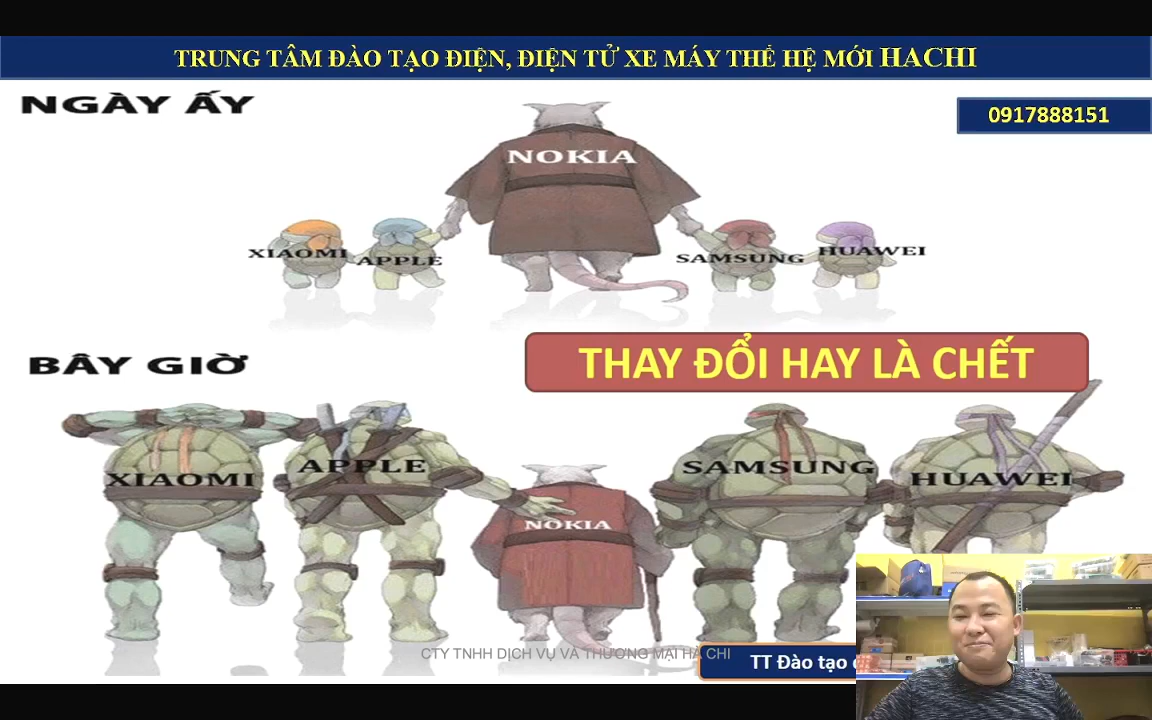 TRUNG TÂM ĐÀO TẠO ĐIỆN, ĐIỆN TỬ XE MÁY THẾ HỆ MỚI HACHI
NGÀY ẤY
0917888151
NOKIA
XIAOMI
APPLE
SAMSUNG
HUAWEI
BÂY GIỜ
THAY ĐỔI HAY LÀ CHẾT
XIAOMI
APPLE
SAMSUNG
HUAWEI
NOKIA
CTY TNHH DỊCH VỤ VÀ THƯƠNG MẠI HÀ CHI
TT Đào tạo